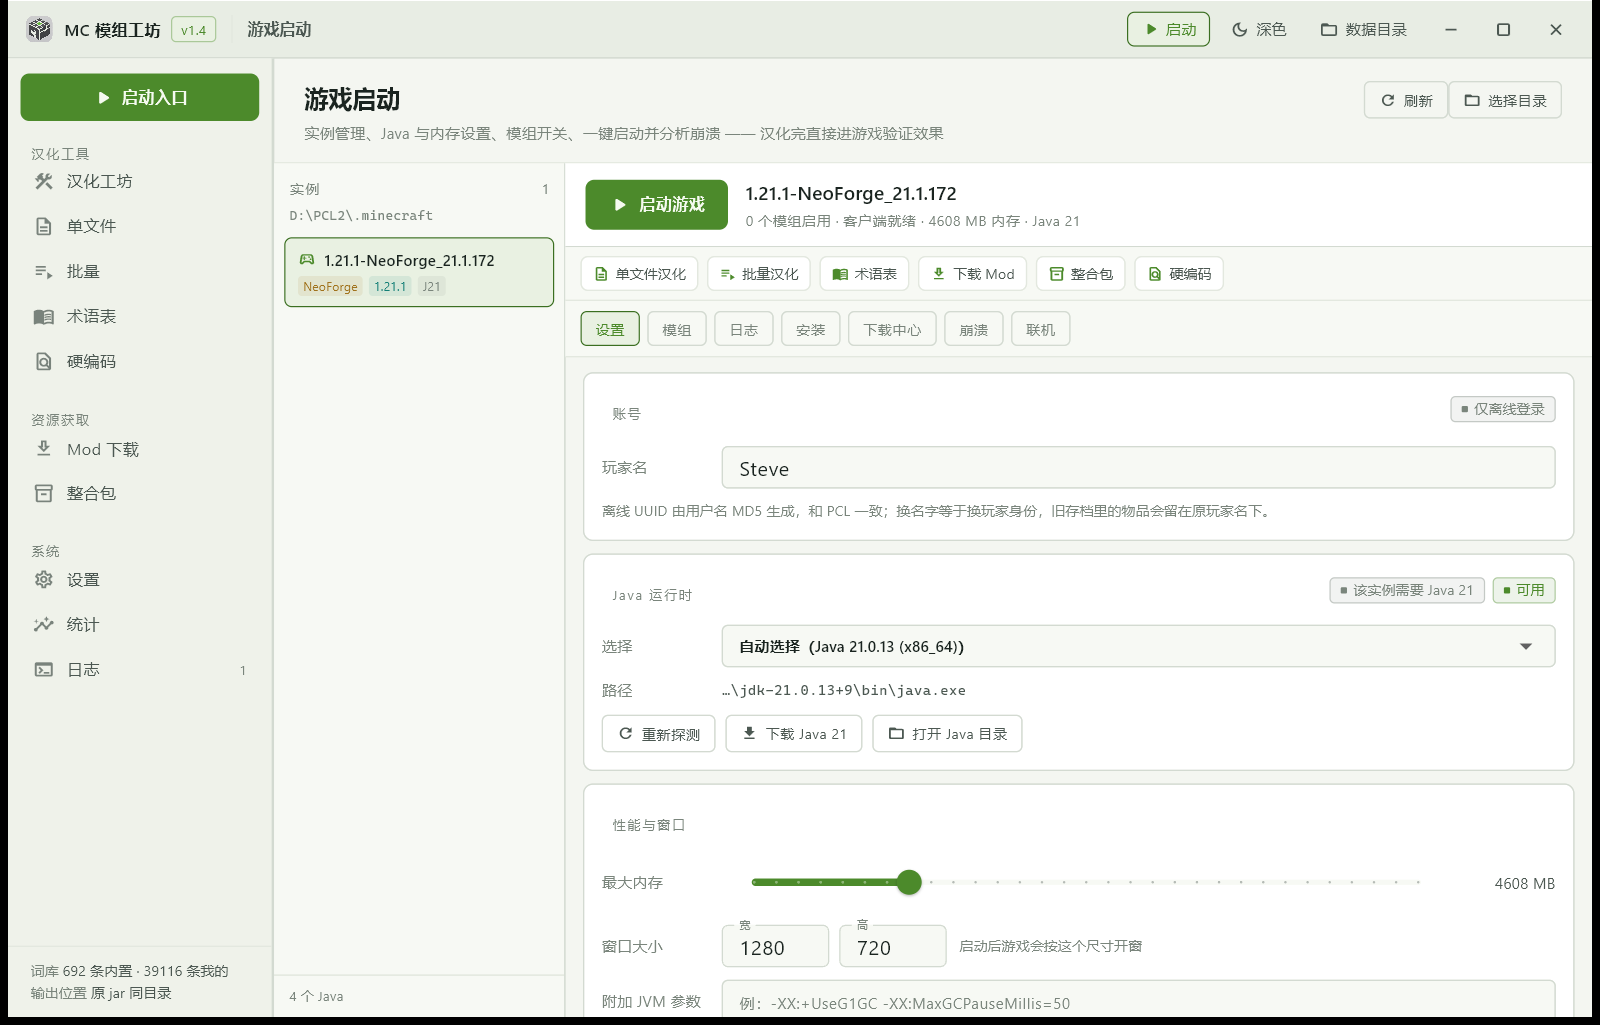 MC 模组工坊 v1.4 游戏启动 启动 深色 数据目录
启动入口
汉化工具
汉化工坊
单文件
批量
术语表
硬编码
资源获取
Mod 下载
整合包
系统
设置
统计
日志 1
词库 692 条内置 · 39116 条我的
输出位置 原 jar 同目录
游戏启动
实例管理、Java 与内存设置、模组开关、一键启动并分析崩溃 —— 汉化完直接进游戏验证效果
刷新 选择目录
实例 1
D:\PCL2\.minecraft
1.21.1-NeoForge_21.1.172
NeoForge 1.21.1 J21
4 个 Java
启动游戏
1.21.1-NeoForge_21.1.172
0 个模组启用 · 客户端就绪 · 4608 MB 内存 · Java 21
单文件汉化 批量汉化 术语表 下载 Mod 整合包 硬编码
设置 模组 日志 安装 下载中心 崩溃 联机
账号 仅离线登录
玩家名 Steve
离线 UUID 由用户名 MD5 生成，和 PCL 一致；换名字等于换玩家身份，旧存档里的物品会留在原玩家名下。
Java 运行时 该实例需要 Java 21 可用
选择 自动选择（Java 21.0.13 (x86_64)）
路径 …\jdk-21.0.13+9\bin\java.exe
重新探测 下载 Java 21 打开 Java 目录
性能与窗口
最大内存 4608 MB
宽 高
窗口大小 1280 720 启动后游戏会按这个尺寸开窗
附加 JVM 参数 例：-XX:+UseG1GC -XX:MaxGCPauseMillis=50